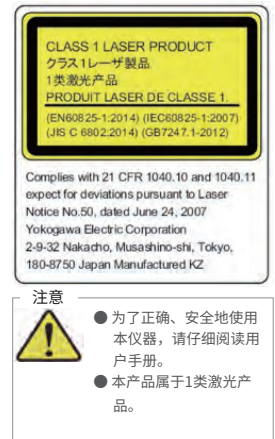 CLASS 1 LASER PRODUCT
クラス1レーザ製品
1类激光产品
PRODUIT LASER DE CLASSE 1.
(EN60825-1:2014) (IEC60825-1:2007)
(JIS C 6802:2014) (GB7247.1-2012)
Complies with 21 CFR 1040.10 and 1040.11
expect for deviations pursuant to Laser
Notice No.50, dated June 24, 2007
Yokogawa Electric Corporation
2-9-32 Nakacho, Musashino-shi, Tokyo,
180-8750 Japan Manufactured KZ
注意
● 为了正确、安全地使用
本仪器，请仔细阅读用
户手册。
● 本产品属于1类激光产
品。